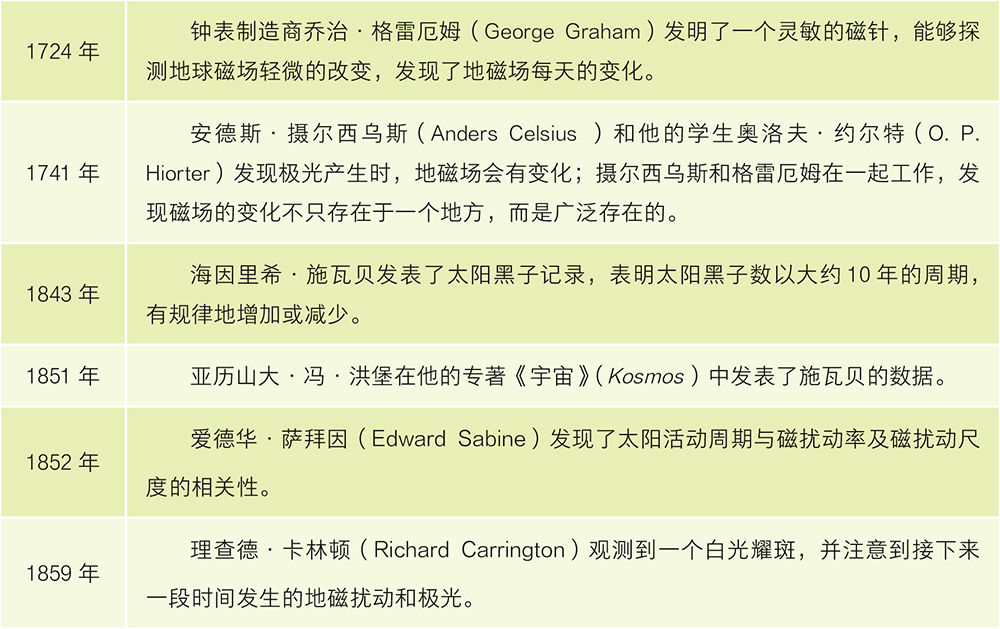 1724 年
钟表制造商乔治·格雷厄姆（George Graham）发明了一个灵敏的磁针，能够探
测地球磁场轻微的改变，发现了地磁场每天的变化。
1741 年
安德斯·摄尔西乌斯（Anders Celsius ）和他的学生奥洛夫·约尔特（O. P.
Hiorter）发现极光产生时，地磁场会有变化；摄尔西乌斯和格雷厄姆在一起工作，发
现磁场的变化不只存在于一个地方，而是广泛存在的。
1843 年
海因里希·施瓦贝发表了太阳黑子记录，表明太阳黑子数以大约 10 年的周期，
有规律地增加或减少。
1851 年
亚历山大·冯·洪堡在他的专著《宇宙》（Kosmos）中发表了施瓦贝的数据。
1852 年
爱德华·萨拜因（Edward Sabine）发现了太阳活动周期与磁扰动率及磁扰动尺
度的相关性。
1859 年
理查德·卡林顿（Richard Carrington）观测到一个白光耀斑，并注意到接下来
一段时间发生的地磁扰动和极光。